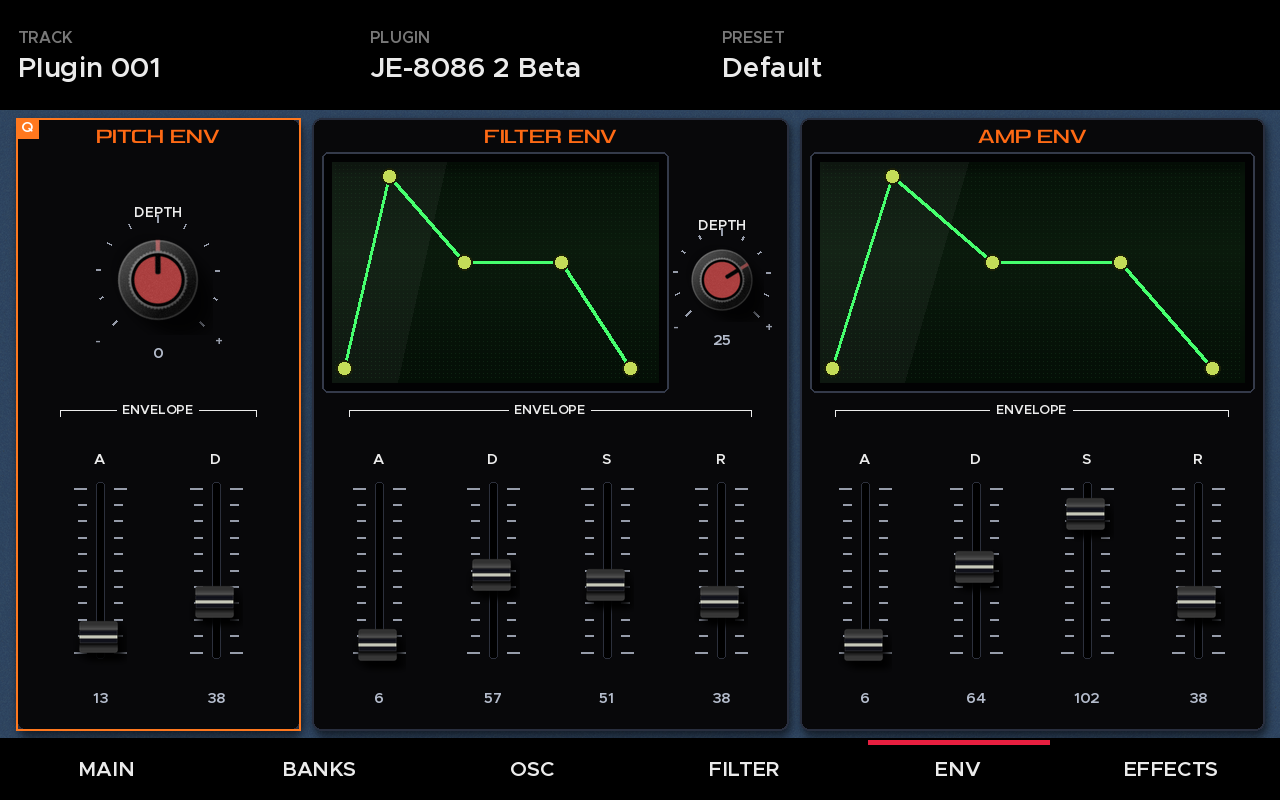 TRACK
Plugin 001
PLUGIN
JE-8086 2 Beta
PRESET
Default
Q
PITCH ENV
DEPTH
- +
0
ENVELOPE
A D
13 38
FILTER ENV
DEPTH
- +
25
ENVELOPE
A D S R
6 57 51 38
AMP ENV
ENVELOPE
A D S R
6 64 102 38
MAIN BANKS OSC FILTER ENV EFFECTS